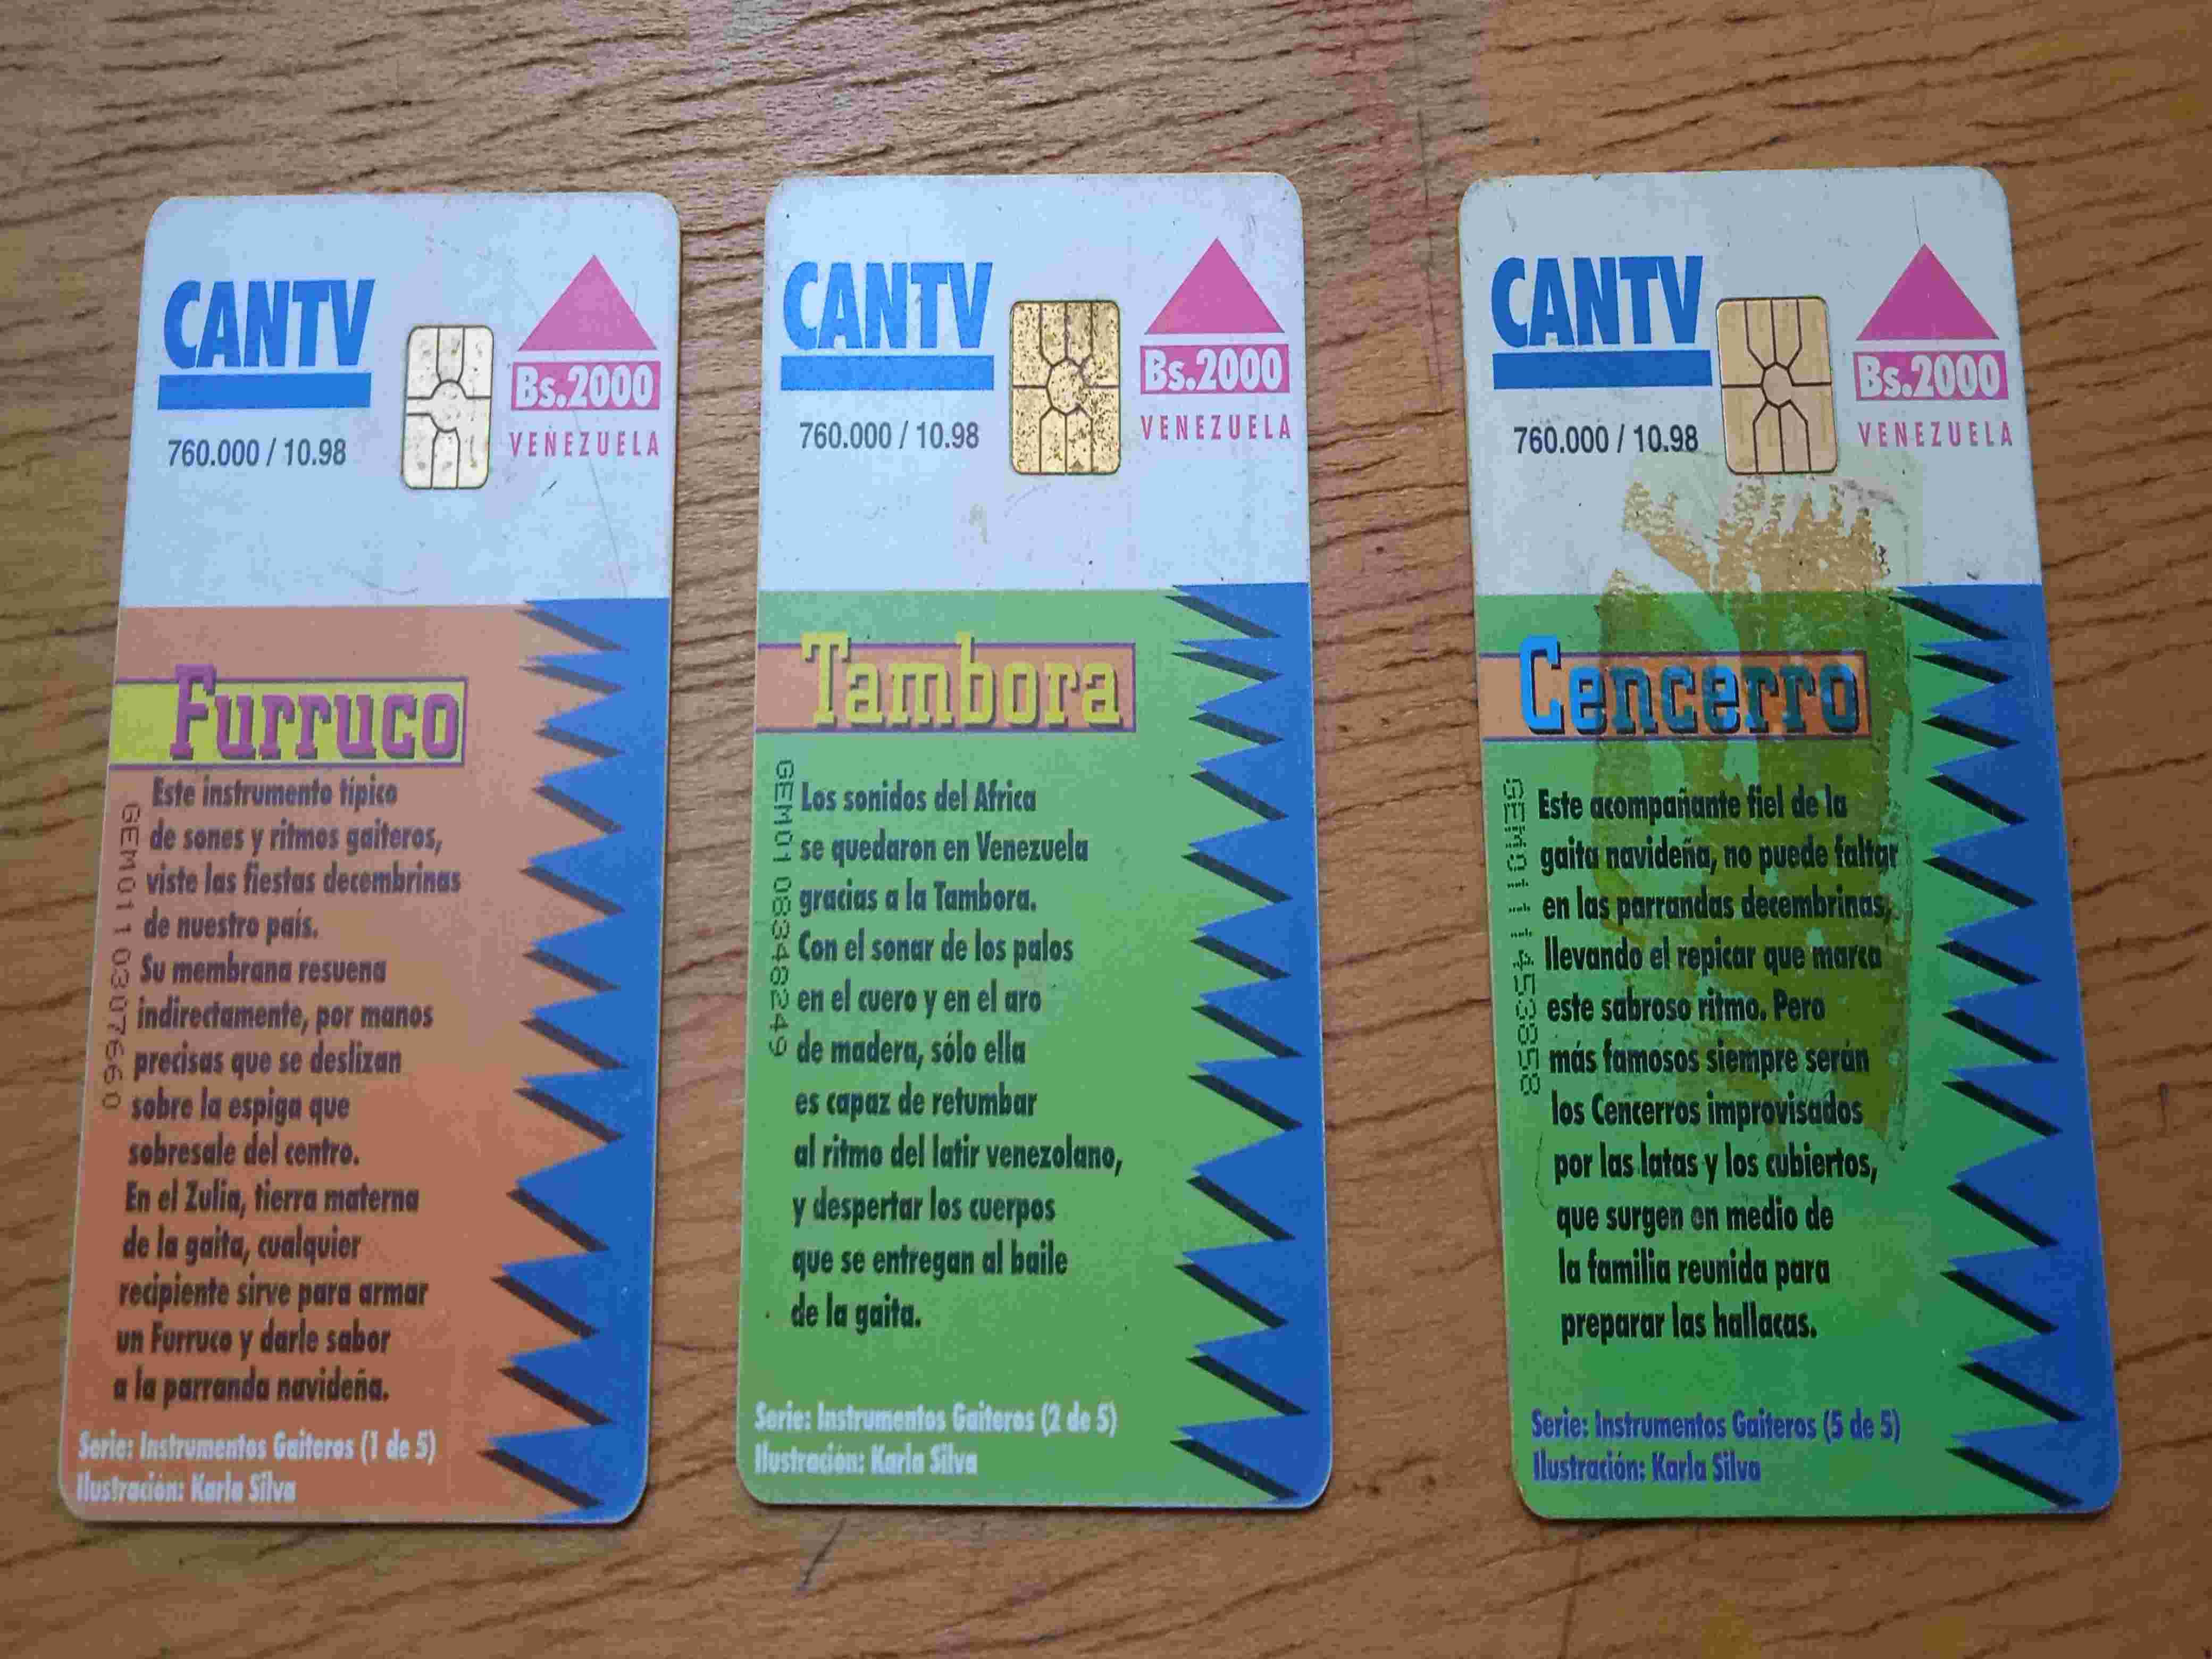 CANTV
Bs.2000
760.000 / 10.98
VENEZUELA
Furruco
Este instrumento típico
de sones y ritmos gaiteros,
viste las fiestas decembrinas
de nuestro país.
Su membrana resuena
indirectamente, por manos
precisas que se deslizan
sobre la espiga que
sobresale del centro.
En el Zulia, tierra materna
de la gaita, cualquier
recipiente sirve para armar
un Furruco y darle sabor
a la parranda navideña.
Serie: Instrumentos Gaiteros (1 de 5)
Ilustración: Karla Silva
CANTV
Bs.2000
760.000 / 10.98
VENEZUELA
Tambora
Los sonidos del Africa
se quedaron en Venezuela
gracias a la Tambora.
Con el sonar de los palos
en el cuero y en el aro
de madera, sólo ella
es capaz de retumbar
al ritmo del latir venezolano,
y despertar los cuerpos
que se entregan al baile
de la gaita.
Serie: Instrumentos Gaiteros (2 de 5)
Ilustración: Karla Silva
CANTV
Bs.2000
760.000 / 10.98
VENEZUELA
Cencerro
Este acompañante fiel de la
gaita navideña, no puede faltar
en las parrandas decembrinas,
llevando el repicar que marca
este sabroso ritmo. Pero
más famosos siempre serán
los Cencerros improvisados
por las latas y los cubiertos,
que surgen en medio de
la familia reunida para
preparar las hallacas.
Serie: Instrumentos Gaiteros (5 de 5)
Ilustración: Karla Silva